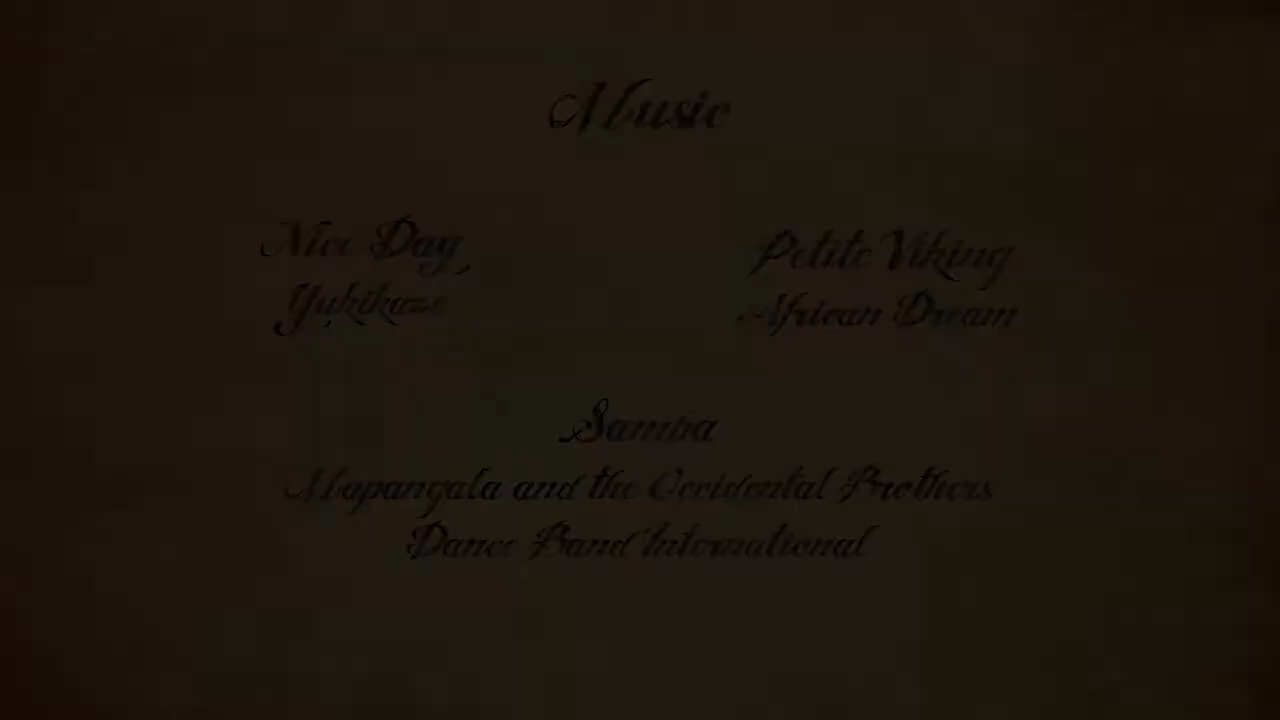 Music
Nice Day
Yukikaze
Petite Viking
African Dream
Samba
Mapangala and the Occidental Brothers
Dance Band International